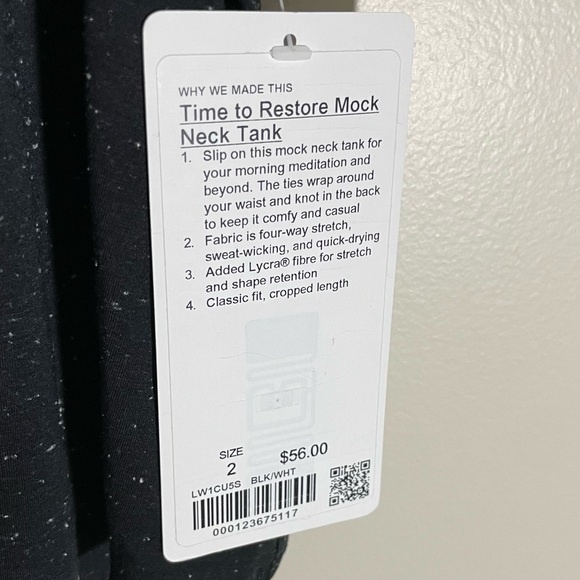 WHY WE MADE THIS
Time to Restore Mock
Neck Tank
1. Slip on this mock neck tank for
your morning meditation and
beyond. The ties wrap around
your waist and knot in the back
to keep it comfy and casual
2. Fabric is four-way stretch,
sweat-wicking, and quick-drying
3. Added Lycra® fibre for stretch
and shape retention
4. Classic fit, cropped length
SIZE
2
$56.00
LW1CU5S BLK/WHT
000123675117